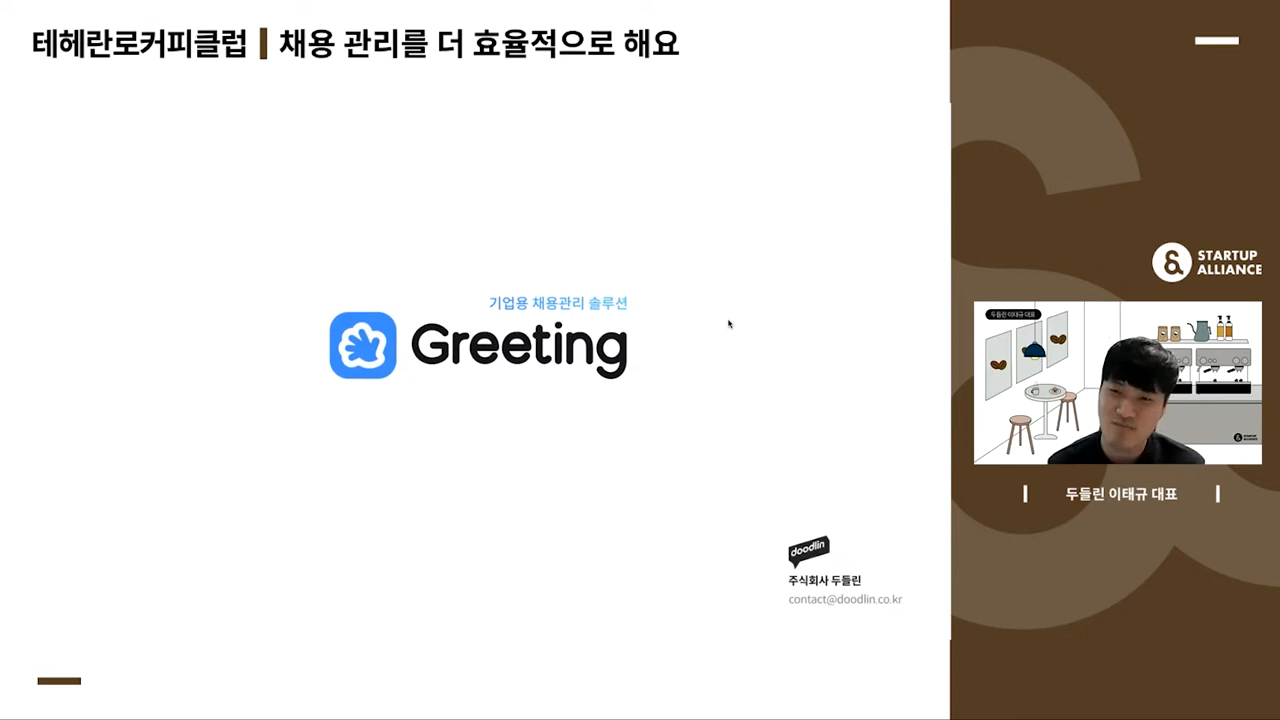 테헤란로커피클럽 | 채용 관리를 더 효율적으로 해요
기업용 채용관리 솔루션
Greeting
doodlin
주식회사 두들린
contact@doodlin.co.kr
STARTUP
ALLIANCE
두들린 이태규 대표
STARTUP
ALLIANCE
두들린 이태규 대표